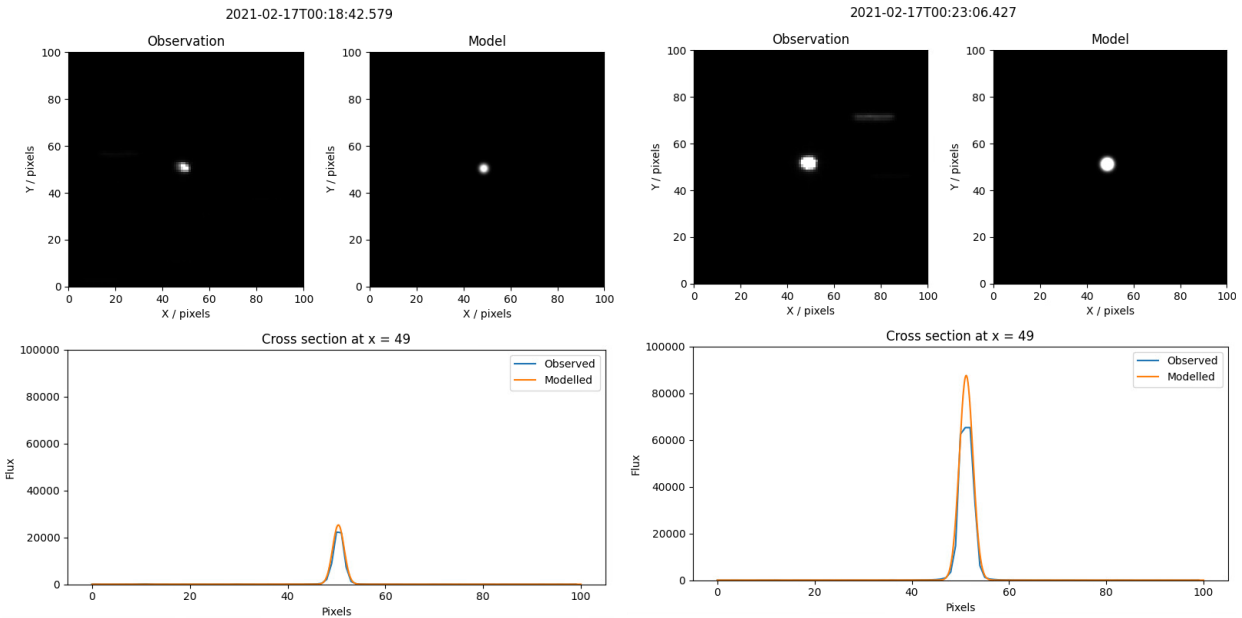 2021-02-17T00:18:42.579
Observation
Model
100
80
60
40
20
0
Y / pixels
0 20 40 60 80 100
X / pixels
100
80
60
40
20
0
Y / pixels
0 20 40 60 80 100
X / pixels
Cross section at x = 49
100000
80000
60000
40000
20000
0
Flux
Observed
Modelled
0 20 40 60 80 100
Pixels
2021-02-17T00:23:06.427
Observation
Model
100
80
60
40
20
0
Y / pixels
0 20 40 60 80 100
X / pixels
100
80
60
40
20
0
Y / pixels
0 20 40 60 80 100
X / pixels
Cross section at x = 49
100000
80000
60000
40000
20000
0
Flux
Observed
Modelled
0 20 40 60 80 100
Pixels